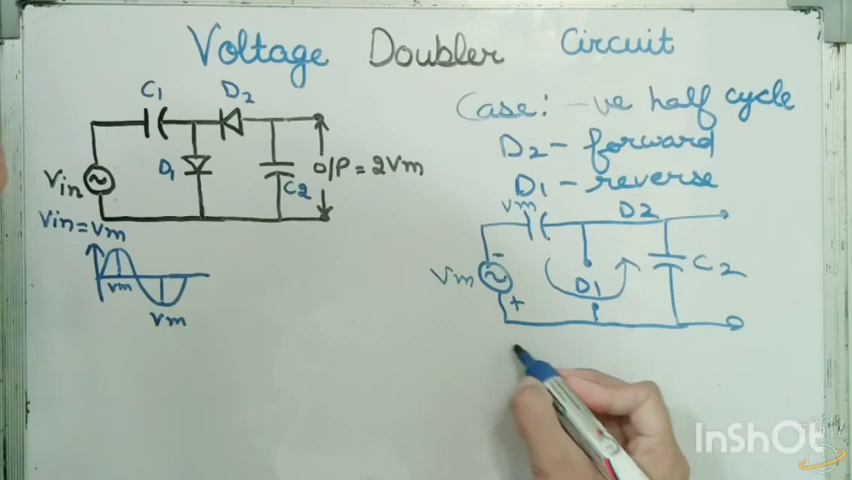 Voltage Doubler Circuit
C1
D2
D1
C2
Vin
O/P = 2Vm
Vin = Vm
Vm
Vm
Case: -ve half cycle
D2 - forward
D1 - reverse
Vm
D2
-
Vm
+
D1
C2
InShOt